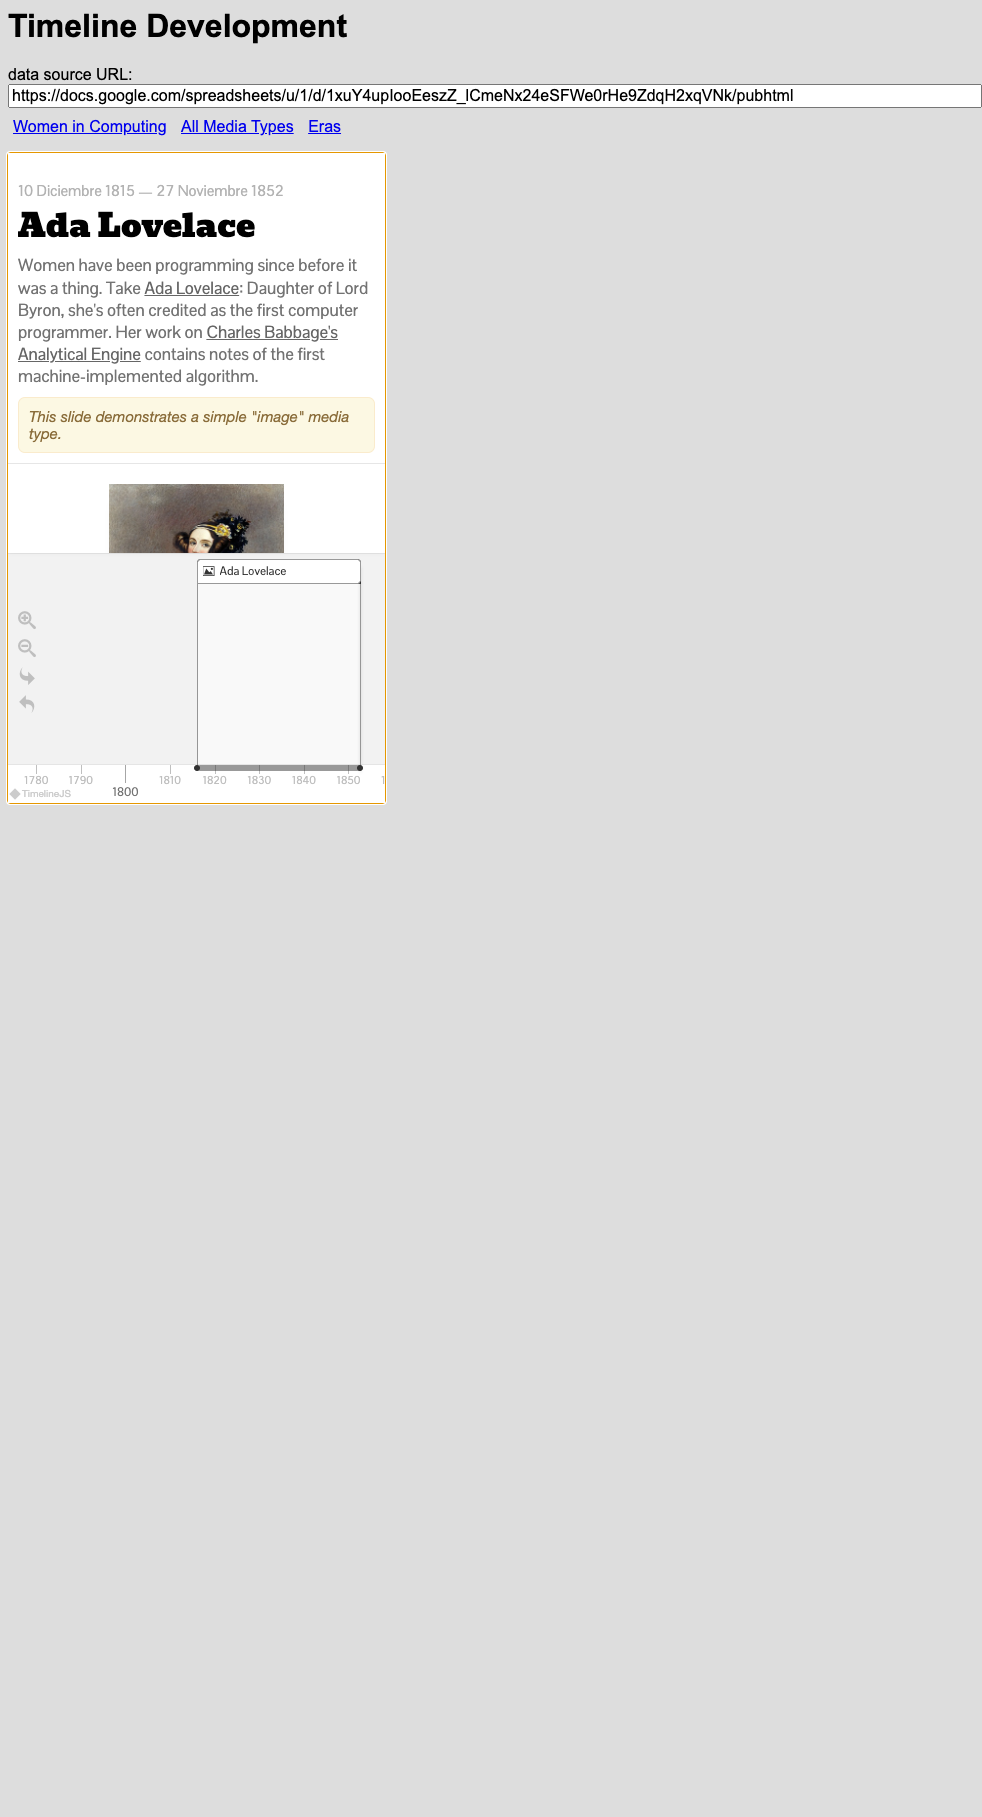 Timeline Development
data source URL:
https://docs.google.com/spreadsheets/u/1/d/1xuY4upIooEeszZ_lCmeNx24eSFWe0rHe9ZdqH2xqVNk/pubhtml
Women in Computing All Media Types Eras
10 Diciembre 1815 — 27 Noviembre 1852
Ada Lovelace
Women have been programming since before it
was a thing. Take Ada Lovelace: Daughter of Lord
Byron, she's often credited as the first computer
programmer. Her work on Charles Babbage's
Analytical Engine contains notes of the first
machine-implemented algorithm.
This slide demonstrates a simple "image" media
type.
Ada Lovelace
1780 1790 1800 1810 1820 1830 1840 1850
TimelineJS